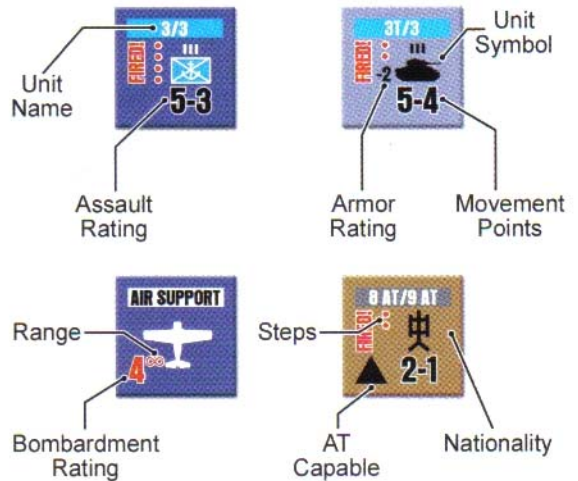 3/3
FIRED!
III
5-3
3T/3
FIRED!
III
-2
5-4
Unit
Name
Unit
Symbol
Assault
Rating
Armor
Rating
Movement
Points
AIR SUPPORT
4∞
8 AT/9 AT
FIRED!
2-1
Range
Steps
Bombardment
Rating
AT
Capable
Nationality